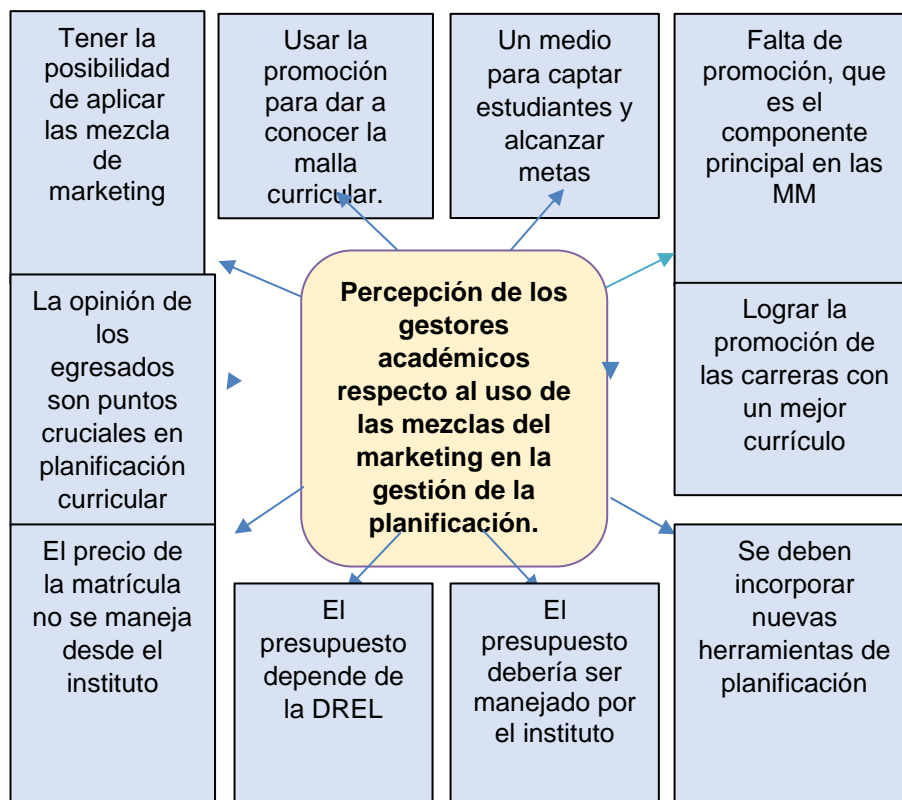 Tener la
posibilidad
de aplicar
las mezcla
de
marketing
Usar la
promoción
para dar a
conocer la
malla
curricular.
Un medio
para captar
estudiantes y
alcanzar
metas
Falta de
promoción, que
es el
componente
principal en las
MM
La opinión de
los
egresados
son puntos
cruciales en
planificación
curricular
Percepción de los
gestores
académicos
respecto al uso de
las mezclas del
marketing en la
gestión de la
planificación.
Lograr la
promoción de
las carreras con
un mejor
currículo
El precio de
la matrícula
no se maneja
desde el
instituto
El
presupuesto
depende de
la DREL
El
presupuesto
debería ser
manejado por
el instituto
Se deben
incorporar
nuevas
herramientas de
planificación